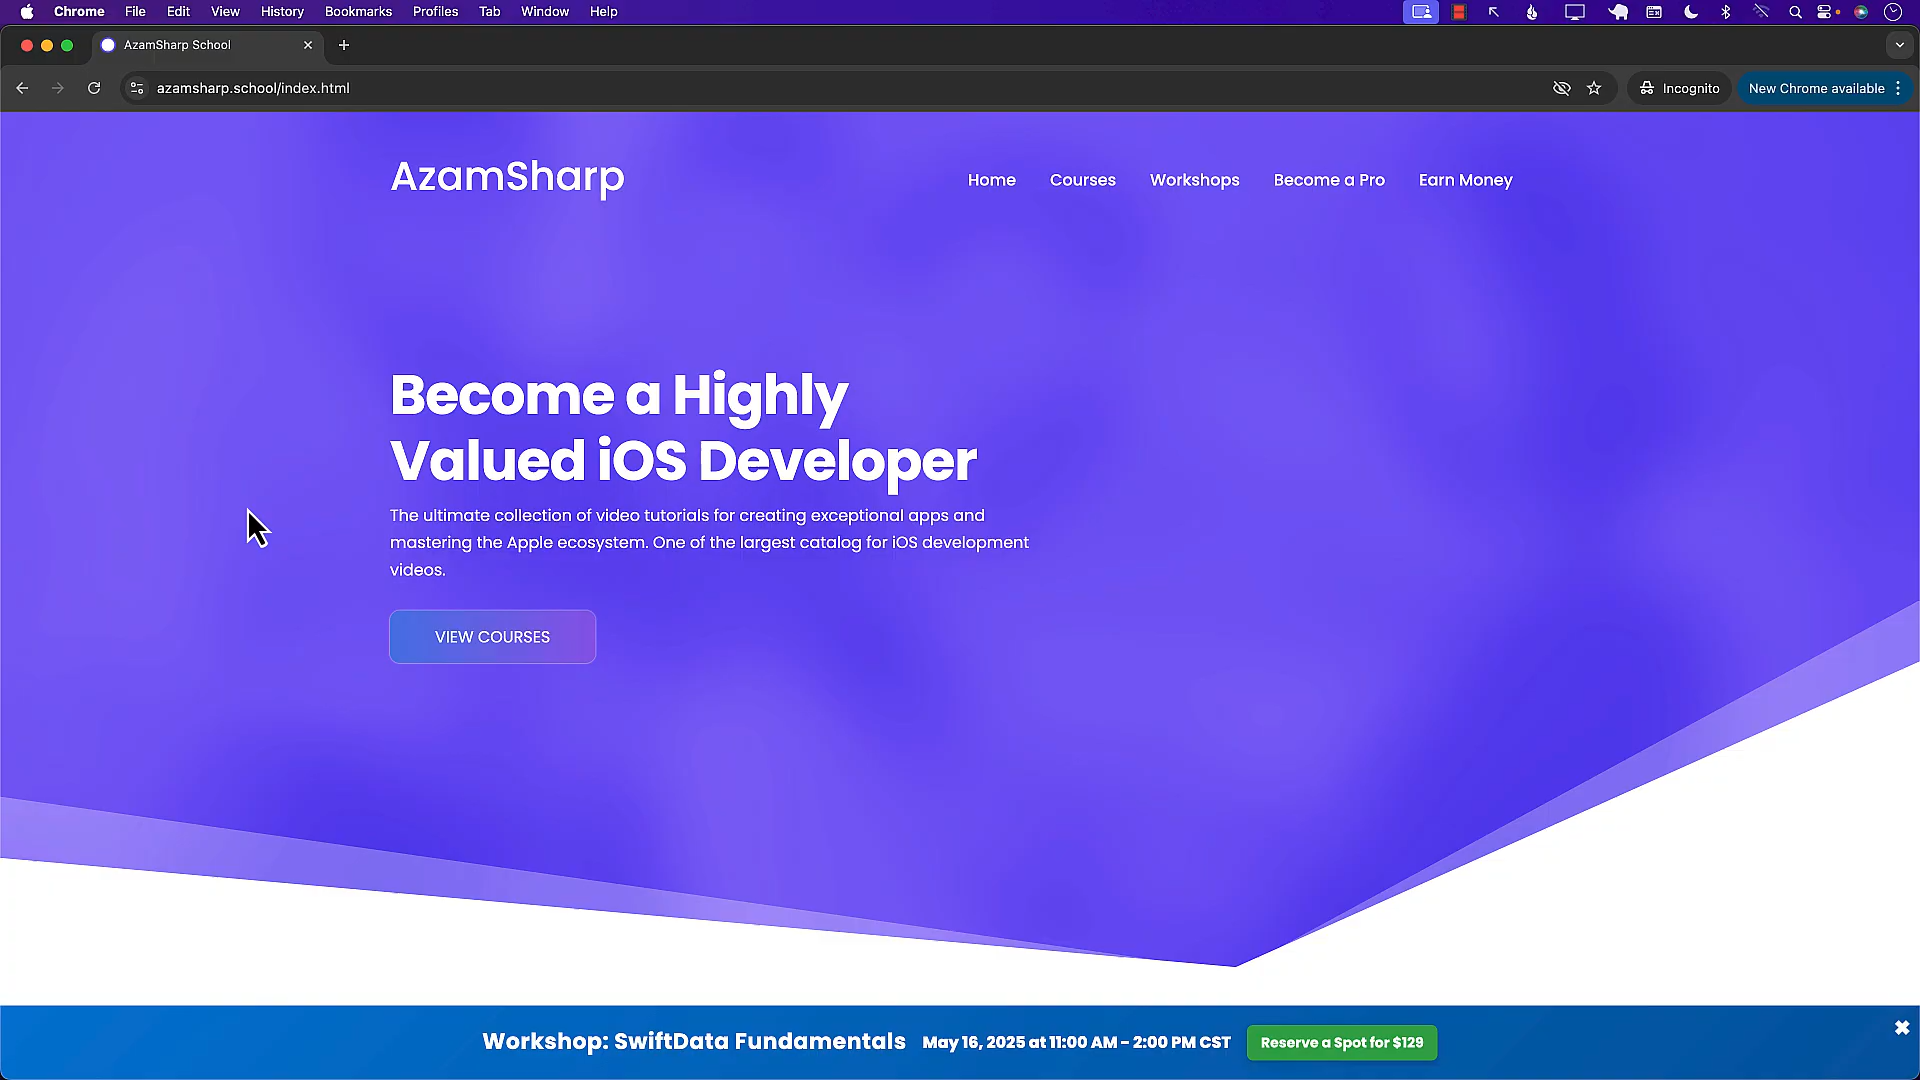 Chrome File Edit View History Bookmarks Profiles Tab Window Help
AzamSharp School
azamsharp.school/index.html
Incognito
New Chrome available
AzamSharp
Home Courses Workshops Become a Pro Earn Money
Become a Highly
Valued iOS Developer
The ultimate collection of video tutorials for creating exceptional apps and
mastering the Apple ecosystem. One of the largest catalog for iOS development
videos.
VIEW COURSES
Workshop: SwiftData Fundamentals May 16, 2025 at 11:00 AM - 2:00 PM CST Reserve a Spot for $129